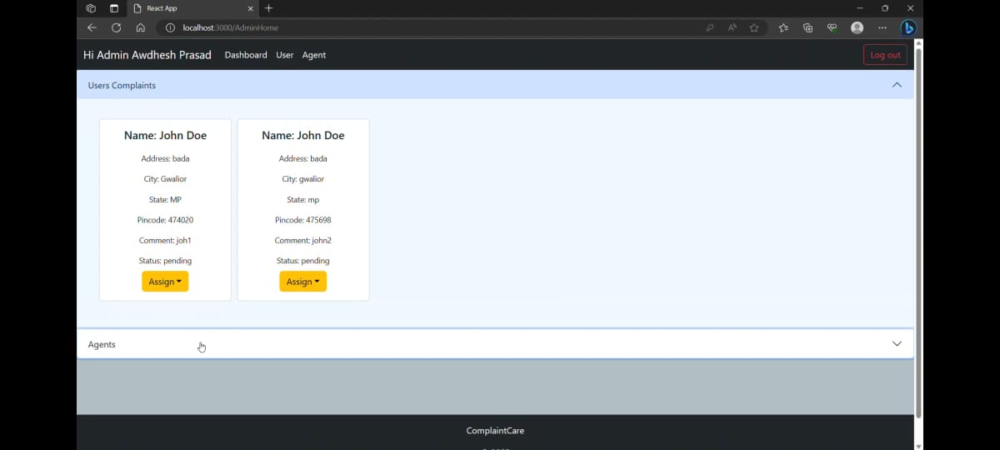 React App
localhost:3000/AdminHome
Hi Admin Awdhesh Prasad Dashboard User Agent Log out
Users Complaints
Name: John Doe
Address: bada
City: Gwalior
State: MP
Pincode: 474020
Comment: joh1
Status: pending
Assign
Name: John Doe
Address: bada
City: gwalior
State: mp
Pincode: 475698
Comment: john2
Status: pending
Assign
Agents
ComplaintCare